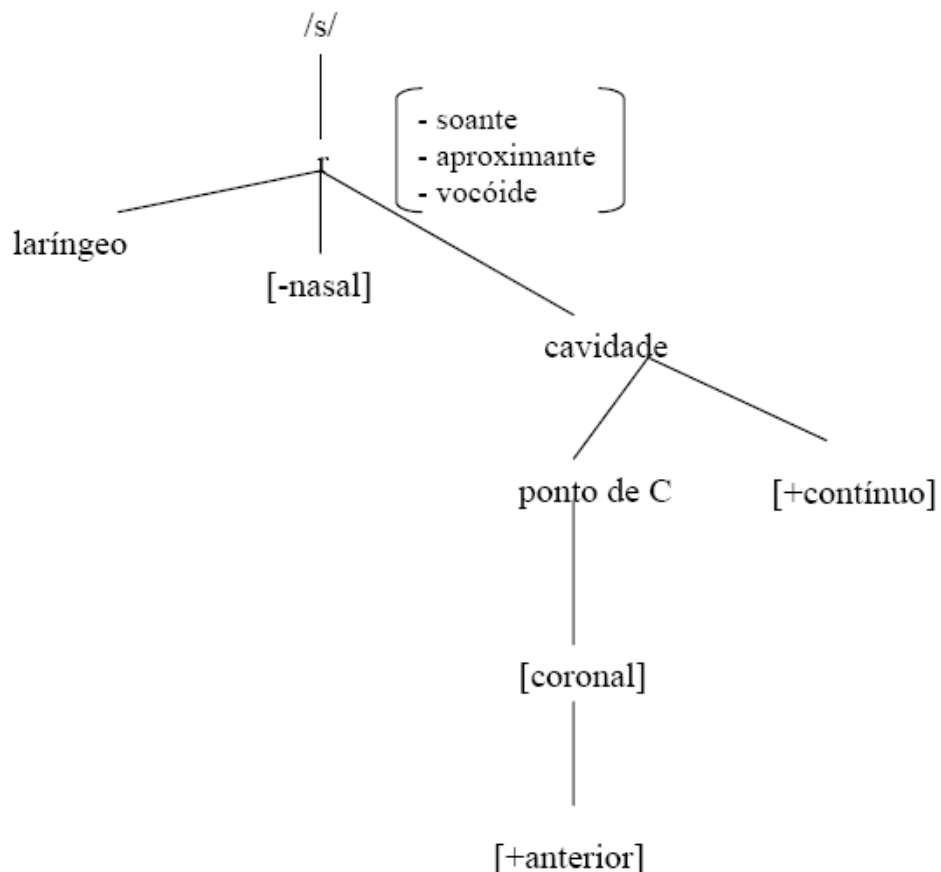 /s/
- soante
- aproximante
- vocóide
r
laríngeo
[-nasal]
cavidade
ponto de C
[+contínuo]
[coronal]
[+anterior]